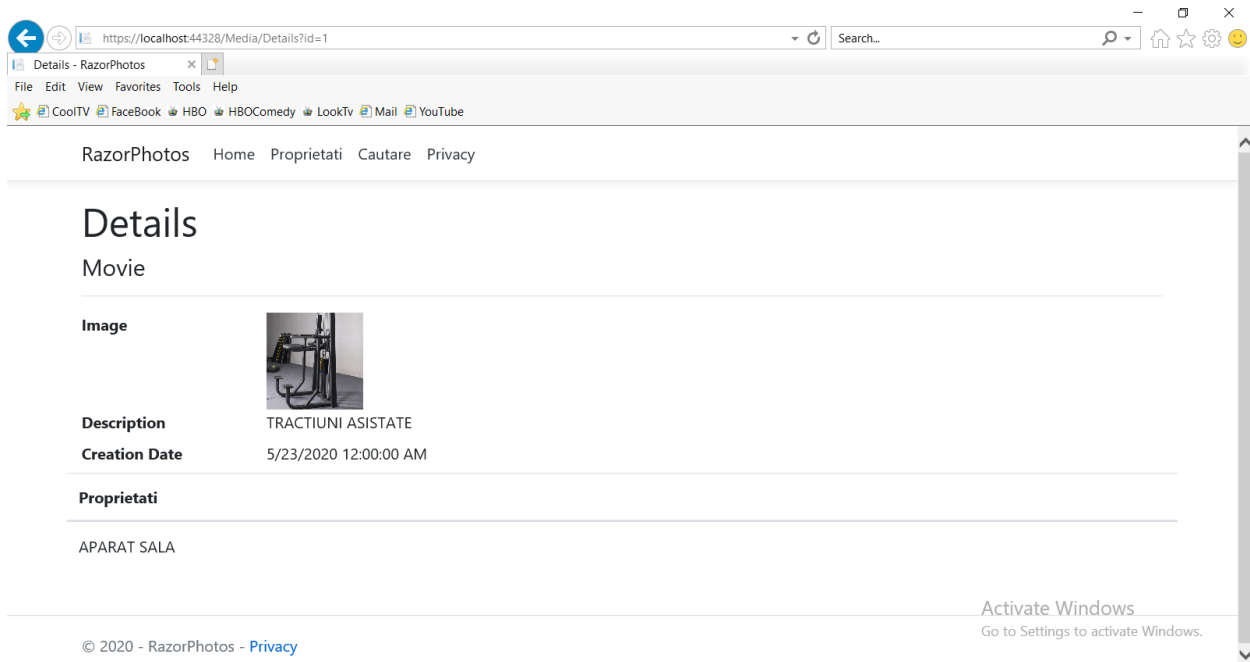 https://localhost:44328/Media/Details?id=1
Search...
Details - RazorPhotos
File Edit View Favorites Tools Help
CoolTV FaceBook HBO HBOComedy LookTv Mail YouTube
RazorPhotos Home Proprietati Cautare Privacy
Details
Movie
Image
Description TRACTIUNI ASISTATE
Creation Date 5/23/2020 12:00:00 AM
Proprietati
APARAT SALA
Activate Windows
Go to Settings to activate Windows.
© 2020 - RazorPhotos - Privacy